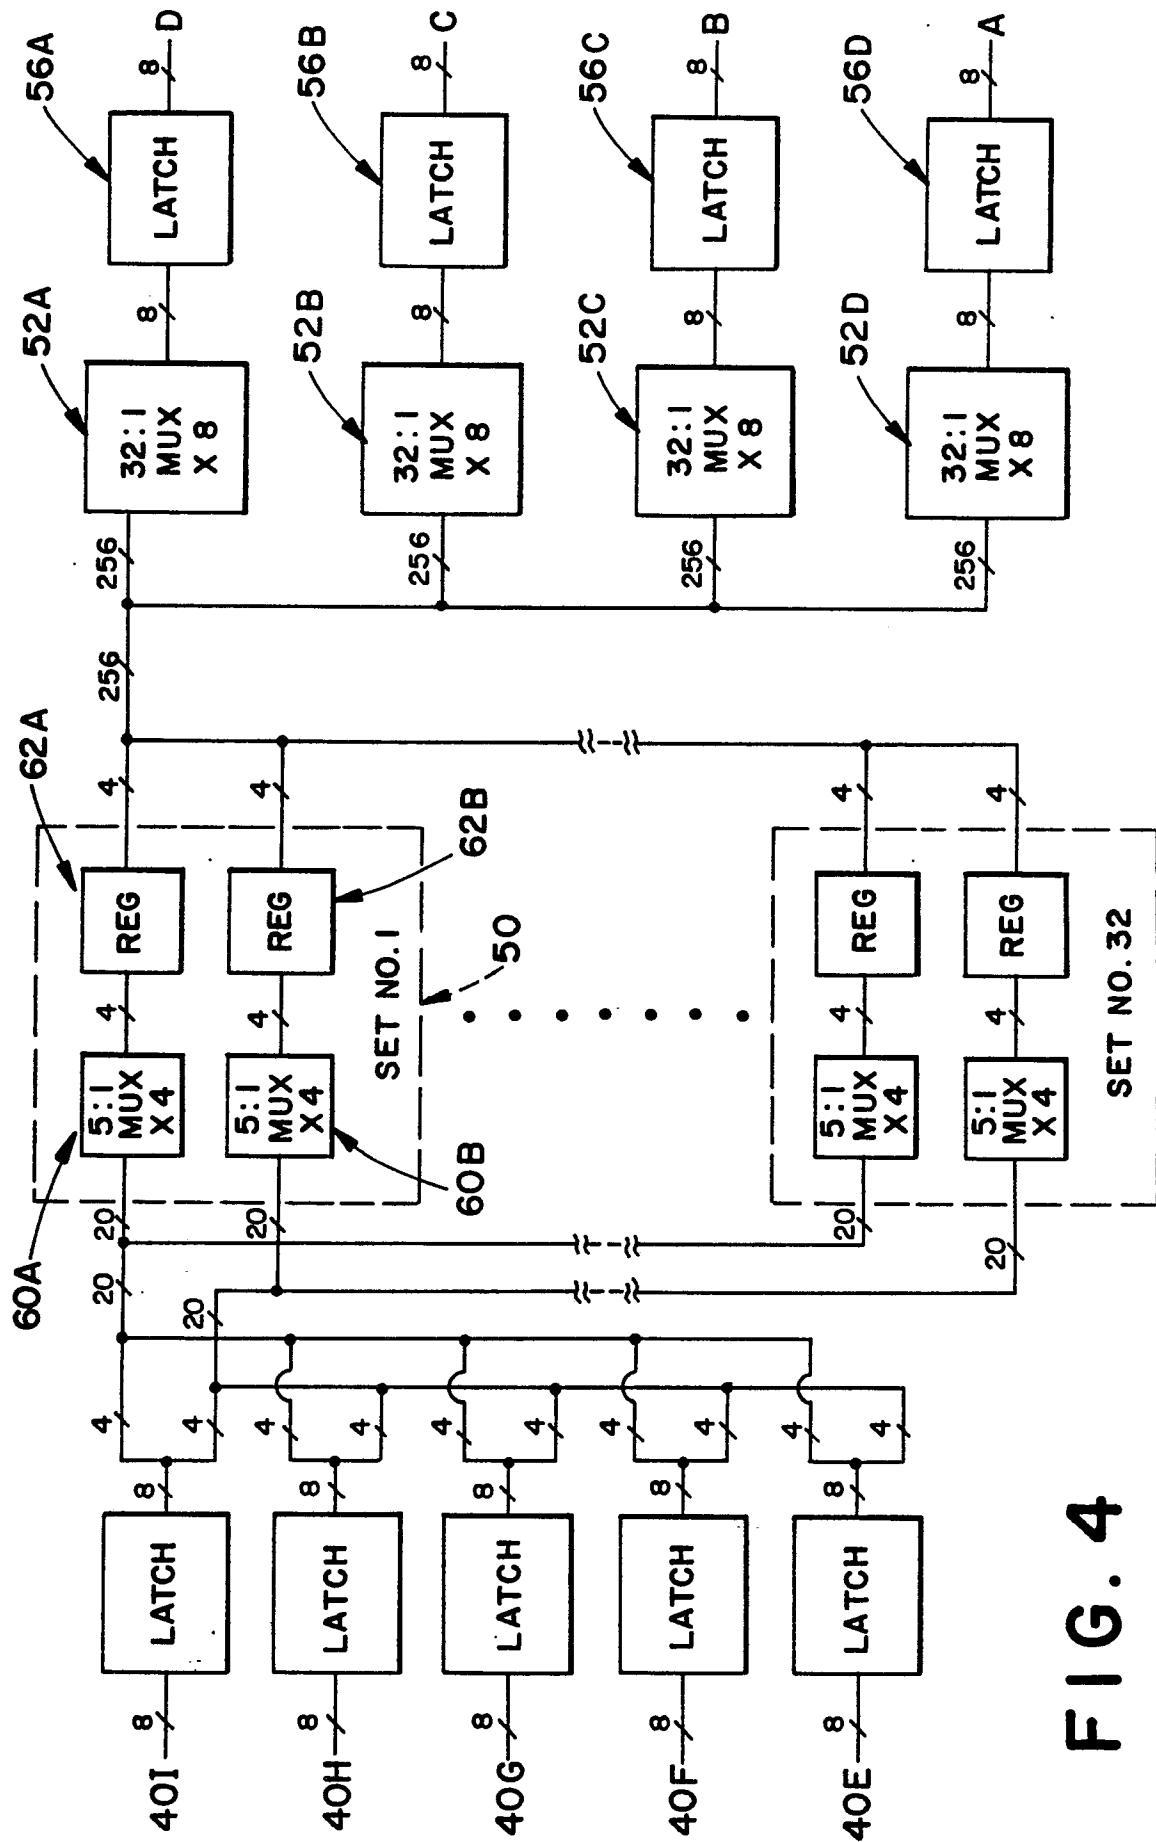 60A
62A
52A
56A
40I
8
LATCH
8
4
4
20
20
20
5:1
MUX
X4
4
REG
4
256
256
32:1
MUX
X8
8
LATCH
8
D
40H
8
LATCH
8
4
4
20
5:1
MUX
X4
4
REG
4
60B
62B
SET NO.1
50
52B
56B
256
32:1
MUX
X8
8
LATCH
8
C
40G
8
LATCH
8
4
4
52C
56C
256
32:1
MUX
X8
8
LATCH
8
B
40F
8
LATCH
8
4
4
20
5:1
MUX
X4
4
REG
4
52D
56D
256
32:1
MUX
X8
8
LATCH
8
A
40E
8
LATCH
8
4
4
20
5:1
MUX
X4
4
REG
4
SET NO.32
FIG. 4